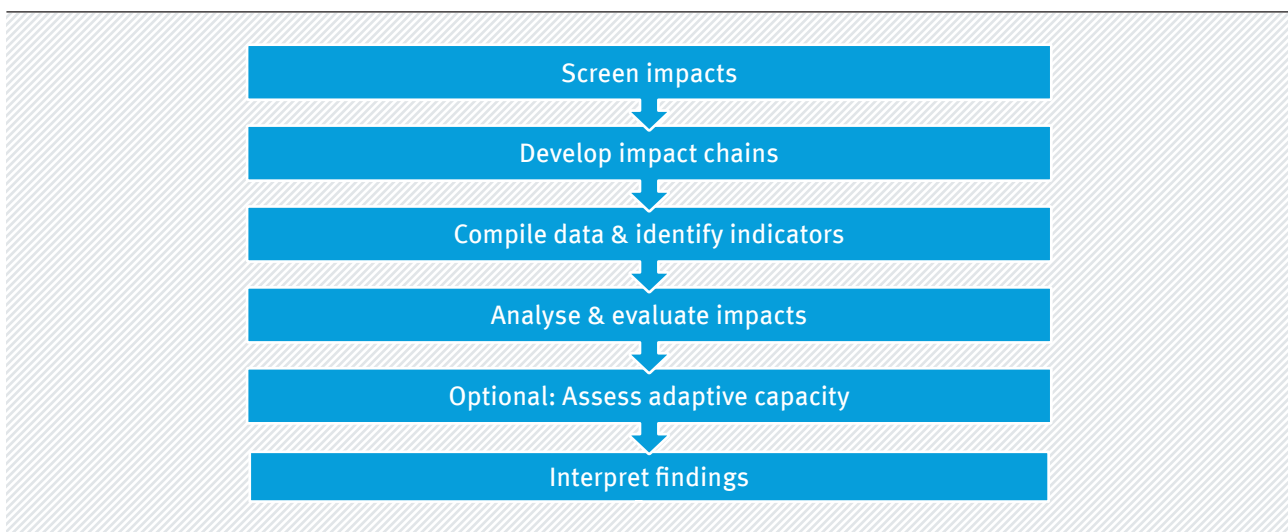 Screen impacts
Develop impact chains
Compile data & identify indicators
Analyse & evaluate impacts
Optional: Assess adaptive capacity
Interpret findings